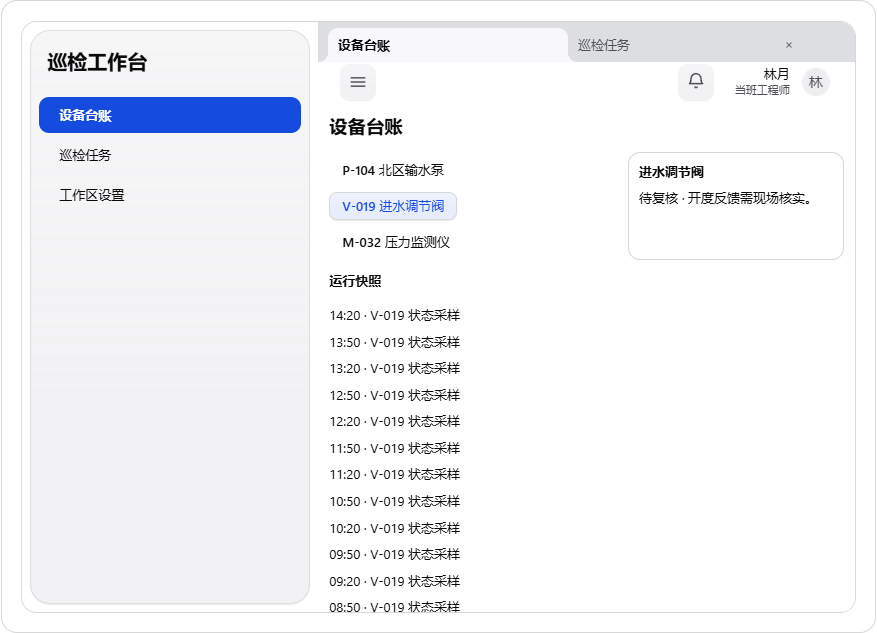 巡检工作台
设备台账
巡检任务
工作区设置
设备台账
巡检任务
×
林月
当班工程师
林
设备台账
P-104 北区输水泵
V-019 进水调节阀
M-032 压力监测仪
进水调节阀
待复核 · 开度反馈需现场核实。
运行快照
14:20 · V-019 状态采样
13:50 · V-019 状态采样
13:20 · V-019 状态采样
12:50 · V-019 状态采样
12:20 · V-019 状态采样
11:50 · V-019 状态采样
11:20 · V-019 状态采样
10:50 · V-019 状态采样
10:20 · V-019 状态采样
09:50 · V-019 状态采样
09:20 · V-019 状态采样
08:50 · V-019 状态采样